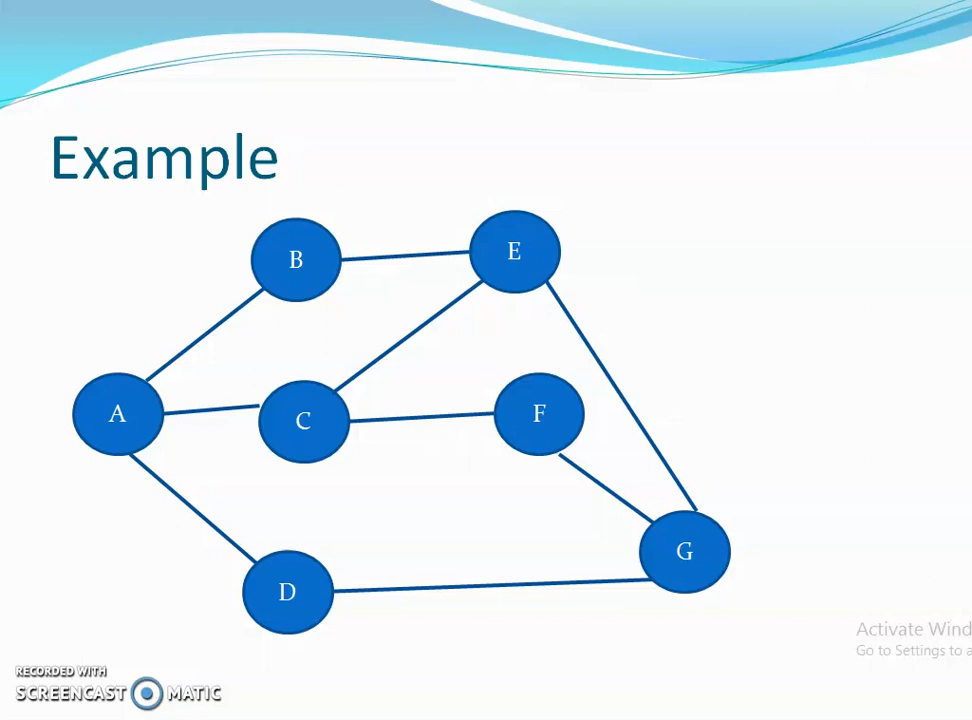 Example
B
E
A
C
F
G
D
Activate Wind
Go to Settings to a
RECORDED WITH
SCREENCAST MATIC